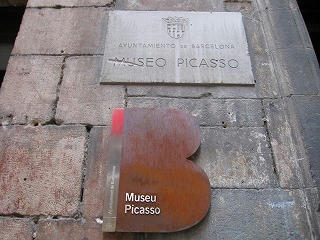 AYUNTAMIENTO DE BARCELONA
MUSEO PICASSO
Museu
Picasso